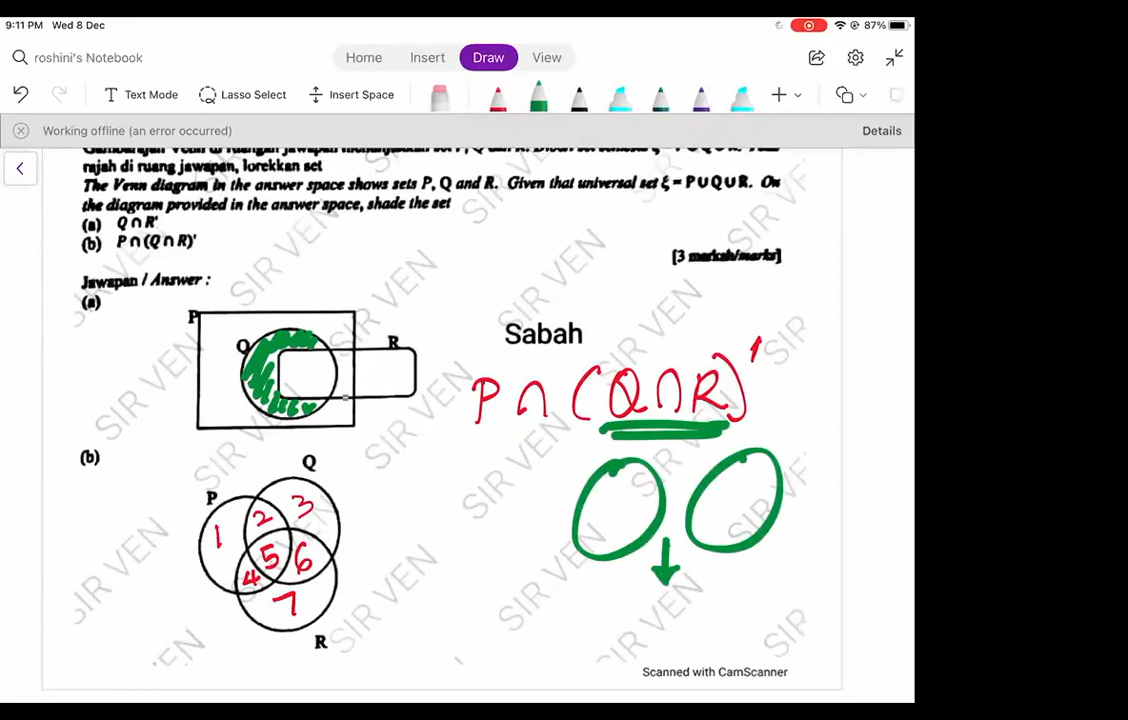 9:11 PM Wed 8 Dec
87%
roshini's Notebook
Home Insert Draw View
Text Mode Lasso Select Insert Space
Working offline (an error occurred) Details
rajah di ruang jawapan, lorekkan set
The Venn diagram in the answer space shows sets P, Q and R. Given that universal set ξ = P∪Q∪R. On
the diagram provided in the answer space, shade the set
(a) Q ∩ R'
(b) P ∩ (Q ∩ R)'
[3 markah/marks]
Jawapan / Answer :
(a)
P
Q
R
Sabah
P ∩ (Q ∩ R)'
(b)
Q
P
1 2 3
4 5 6
7
R
SIR VEN
Scanned with CamScanner